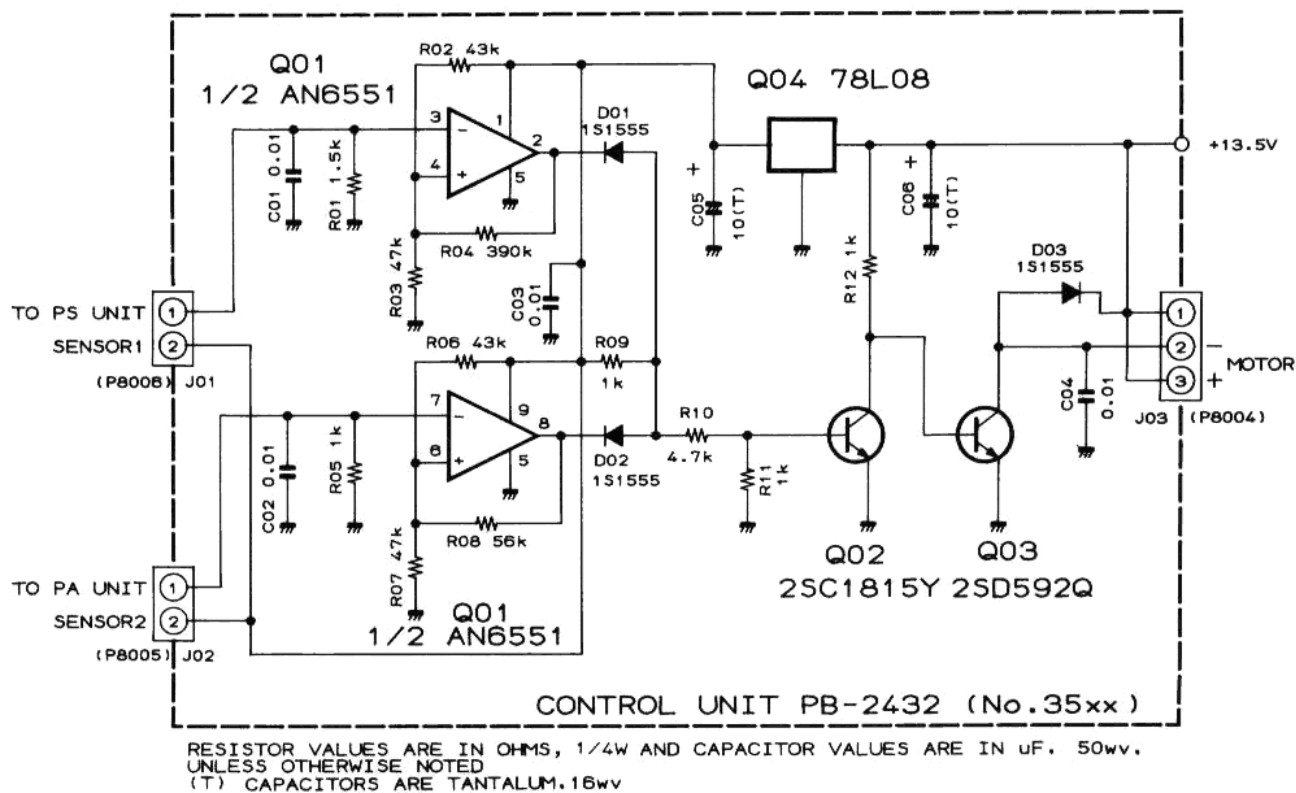 R02 43k
Q01
1/2 AN6551
Q04 78L08
D01
1S1555
3
1
2
4
5
−
+
C01 0.01
R01 1.5k
R04 390k
R03 47k
C03
0.01
+
C05
10(T)
+
C06
10(T)
+13.5V
R12 1k
D03
1S1555
TO PS UNIT
1
SENSOR1
2
(P8006) J01
R06 43k
R09
1k
1
2
−
MOTOR
3
+
J03 (P8004)
C04
0.01
7
9
8
6
5
−
+
C02 0.01
R05 1k
D02
1S1555
R10
4.7k
R11
1k
R08 56k
R07 47k
Q02
2SC1815Y
Q03
2SD592Q
TO PA UNIT
1
SENSOR2
2
(P8005) J02
Q01
1/2 AN6551
CONTROL UNIT PB-2432 (No.35xx)
RESISTOR VALUES ARE IN OHMS, 1/4W AND CAPACITOR VALUES ARE IN uF. 50wv.
UNLESS OTHERWISE NOTED
(T) CAPACITORS ARE TANTALUM.16wv